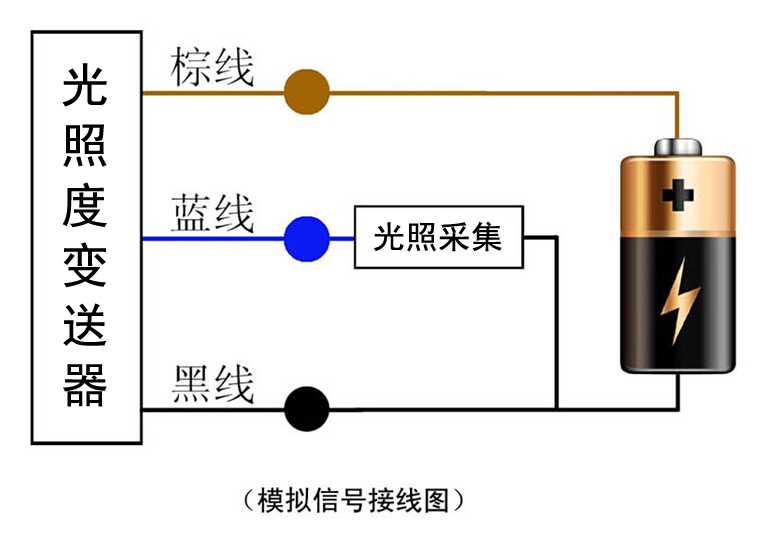 棕线
光照度变送器
蓝线
光照采集
黑线
（模拟信号接线图）